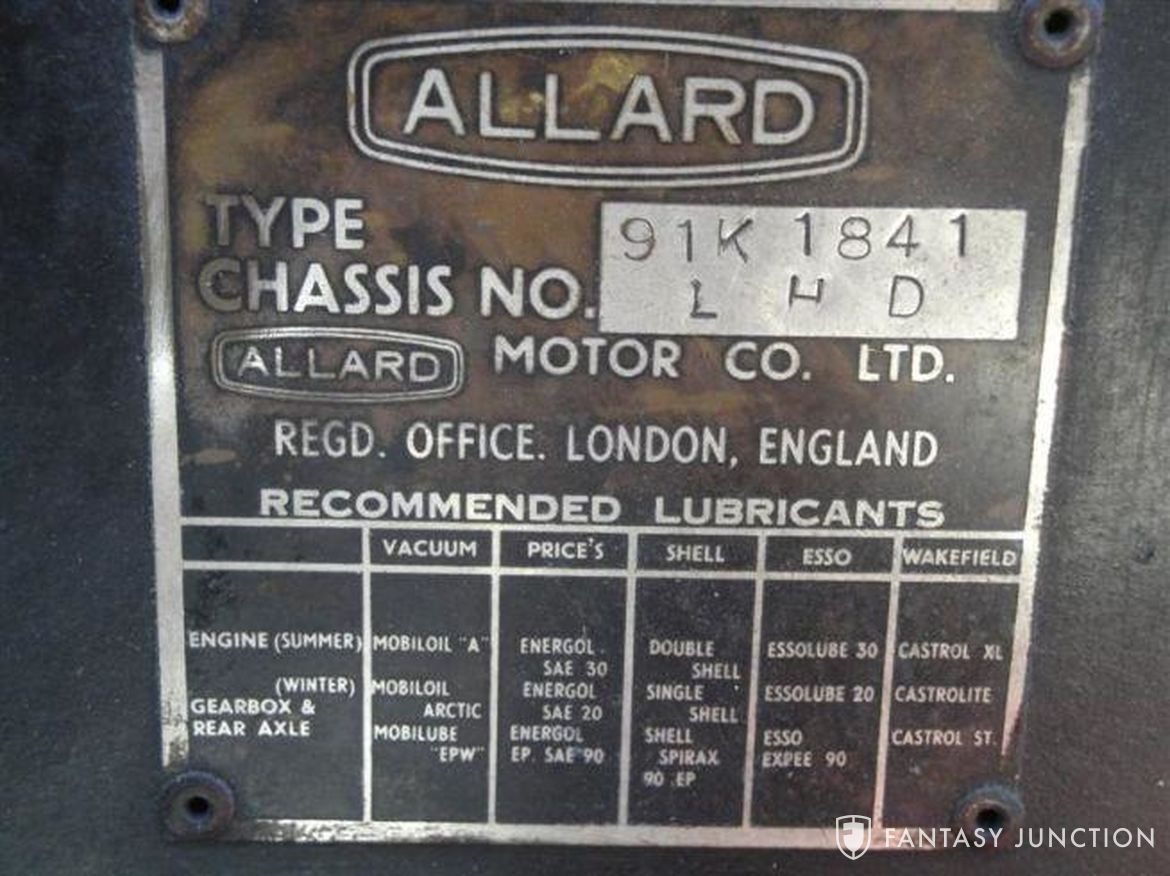 ALLARD
TYPE 91K 1841
CHASSIS NO. L H D
ALLARD MOTOR CO. LTD.
REGD. OFFICE. LONDON, ENGLAND
RECOMMENDED LUBRICANTS
VACUUM PRICE'S SHELL ESSO WAKEFIELD
ENGINE (SUMMER) MOBILOIL "A" ENERGOL. DOUBLE ESSOLUBE 30 CASTROL XL
SAE 30 SHELL
(WINTER) MOBILOIL ENERGOL SINGLE ESSOLUBE 20 CASTROLITE
GEARBOX & ARCTIC SAE 20 SHELL
REAR AXLE MOBILUBE ENERGOL SHELL ESSO CASTROL ST.
"EPW" EP. SAE 90 SPIRAX EXPEE 90
90 EP
FANTASY JUNCTION